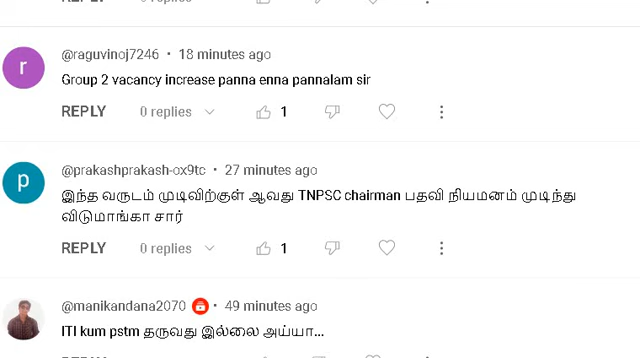 @raguvinoj7246 • 18 minutes ago
Group 2 vacancy increase panna enna pannalam sir
REPLY 0 replies 1
@prakashprakash-ox9tc • 27 minutes ago
இந்த வருடம் முடிவிற்குள் ஆவது TNPSC chairman பதவி நியமனம் முடிந்து
விடுமாங்கா சார்
REPLY 0 replies 1
@manikandana2070 • 49 minutes ago
ITI kum pstm தருவது இல்லை அய்யா...